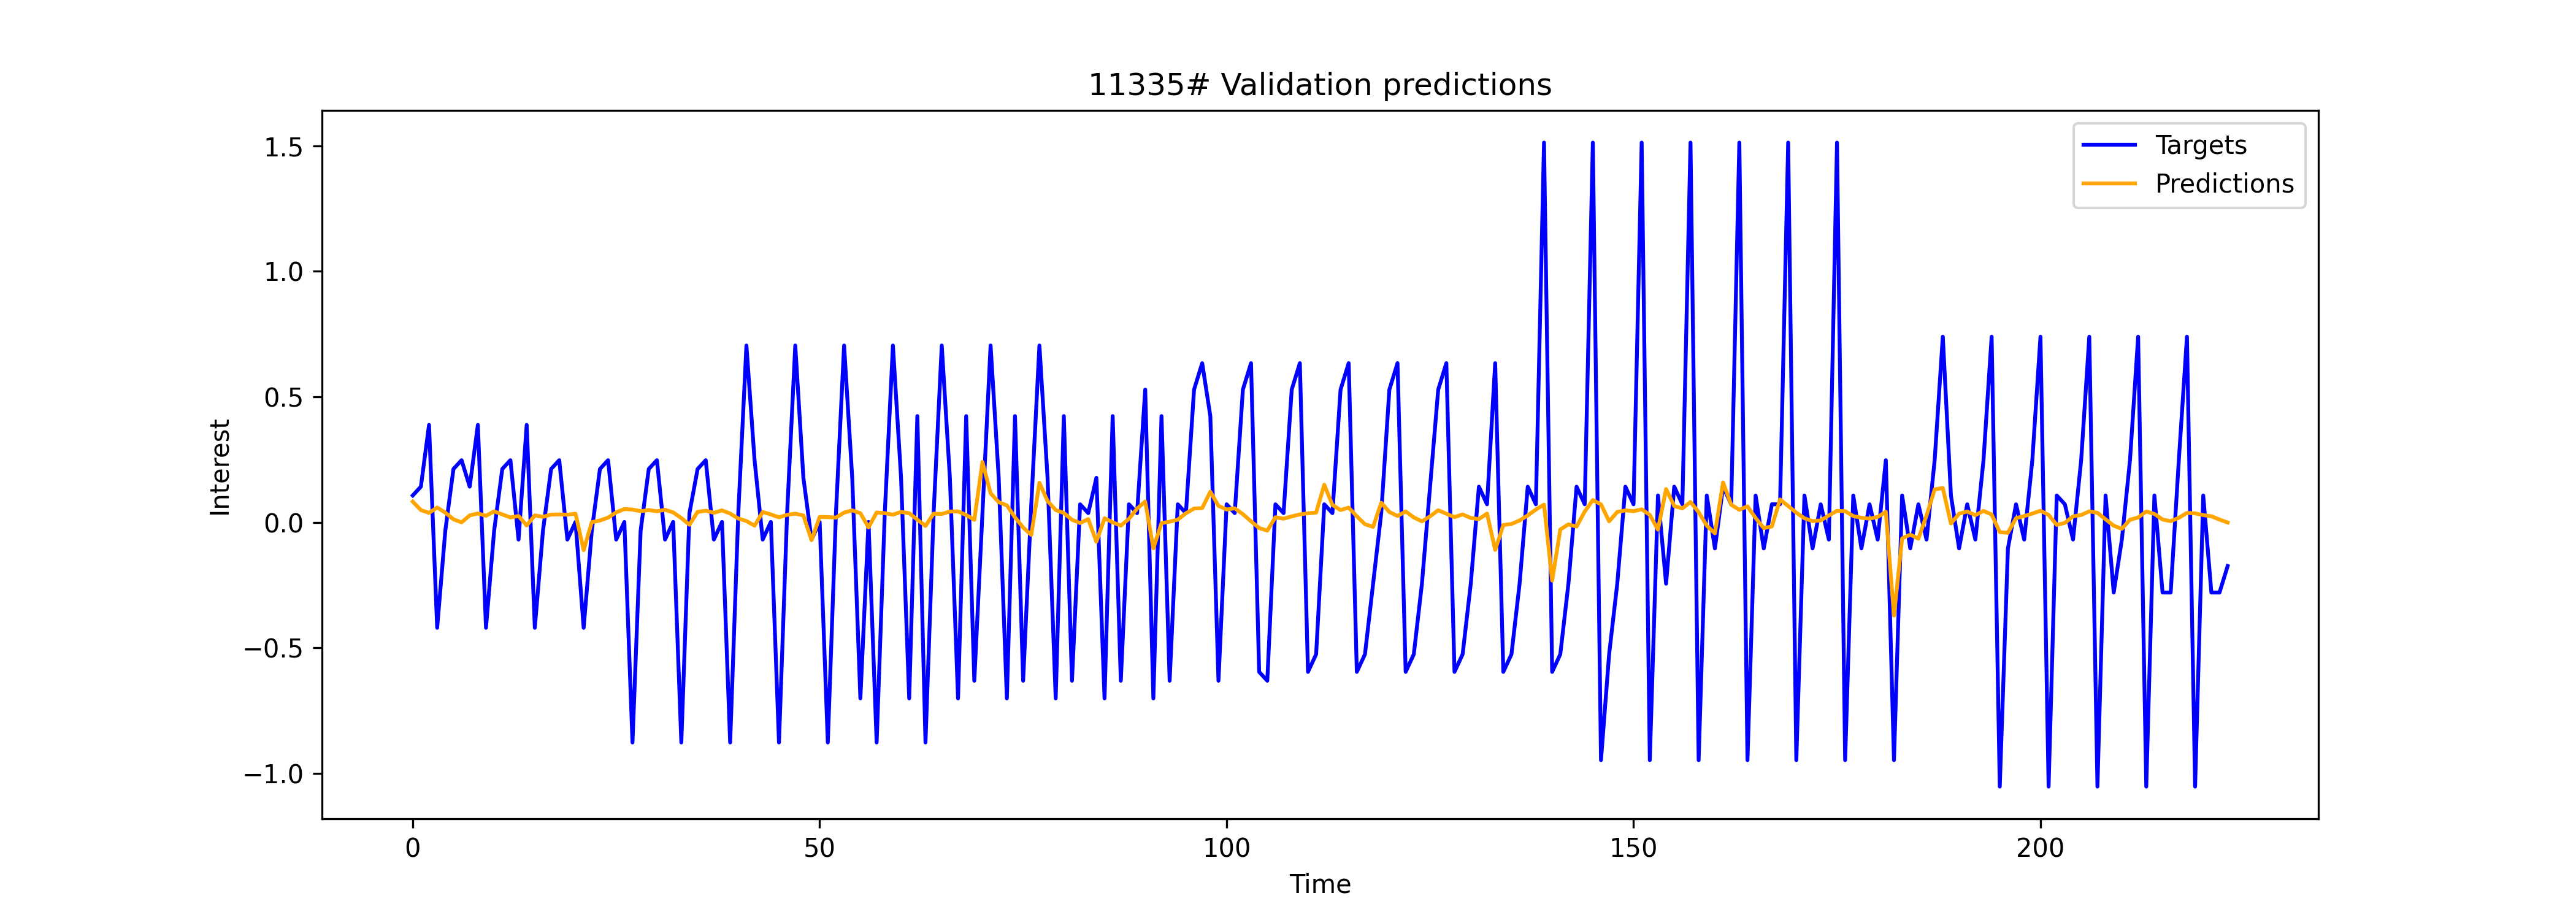 11335# Validation predictions
Targets
Predictions
Interest
1.5
1.0
0.5
0.0
−0.5
−1.0
0
50
100
150
200
Time